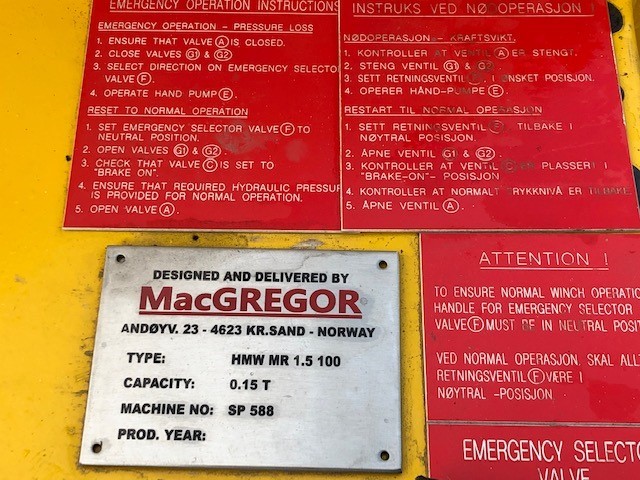 EMERGENCY OPERATION INSTRUCTIONS
EMERGENCY OPERATION - PRESSURE LOSS
1. ENSURE THAT VALVE Ⓐ IS CLOSED.
2. CLOSE VALVES G1 & G2
3. SELECT DIRECTION ON EMERGENCY SELECTO
VALVE Ⓕ.
4. OPERATE HAND PUMP Ⓔ.
RESET TO NORMAL OPERATION
1. SET EMERGENCY SELECTOR VALVE Ⓕ TO
NEUTRAL POSITION.
2. OPEN VALVES G1 & G2
3. CHECK THAT VALVE Ⓒ IS SET TO
"BRAKE ON".
4. ENSURE THAT REQUIRED HYDRAULIC PRESSUR
IS PROVIDED FOR NORMAL OPERATION.
5. OPEN VALVE Ⓐ.
INSTRUKS VED NØDOPERASJON !
NØDOPERASJON - KRAFTSVIKT.
1. KONTROLLER AT VENTIL Ⓐ ER STENGT.
2. STENG VENTIL G1 & G2.
3. SETT RETNINGSVENTIL Ⓕ I ØNSKET POSISJON.
4. OPERER HÅND-PUMPE Ⓔ.
RESTART TIL NORMAL OPERASJON
1. SETT RETNINGSVENTIL Ⓕ TILBAKE I
NØYTRAL POSISJON.
2. ÅPNE VENTIL G1 & G2.
3. KONTROLLER AT VENTIL ER PLASSERT I
"BRAKE-ON"- POSISJON
4. KONTROLLER AT NORMALT TRYKKNIVÅ ER TILBAKE
5. ÅPNE VENTIL Ⓐ.
DESIGNED AND DELIVERED BY
MacGREGOR
ANDØYV. 23 - 4623 KR.SAND - NORWAY
TYPE: HMW MR 1.5 100
CAPACITY: 0.15 T
MACHINE NO: SP 588
PROD. YEAR:
ATTENTION !
TO ENSURE NORMAL WINCH OPERATIO
HANDLE FOR EMERGENCY SELECTOR
VALVE Ⓕ MUST BE IN NEUTRAL POSIT
VED NORMAL OPERASJON SKAL ALL
RETNINGSVENTIL Ⓕ VÆRE I
NØYTRAL -POSISJON
EMERGENCY SELECTO
VALVE